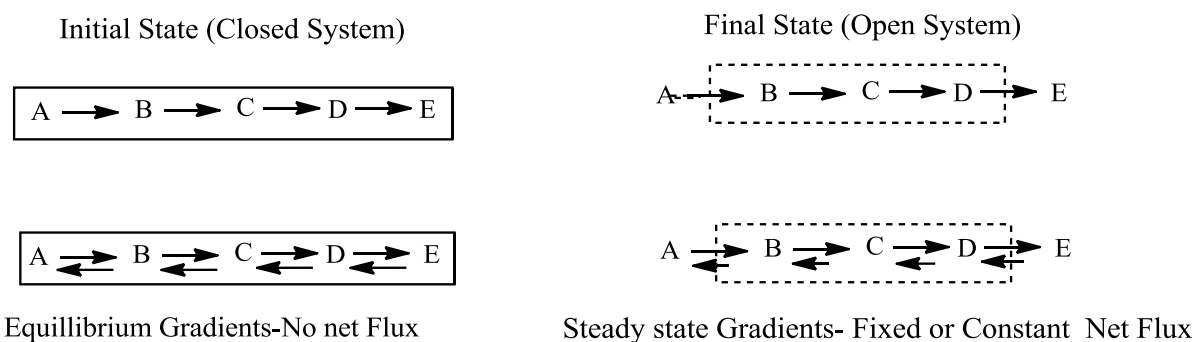 Initial State (Closed System)
Final State (Open System)
A B C D E
A B C D E
A B C D E
A B C D E
Equillibrium Gradients-No net Flux
Steady state Gradients- Fixed or Constant Net Flux